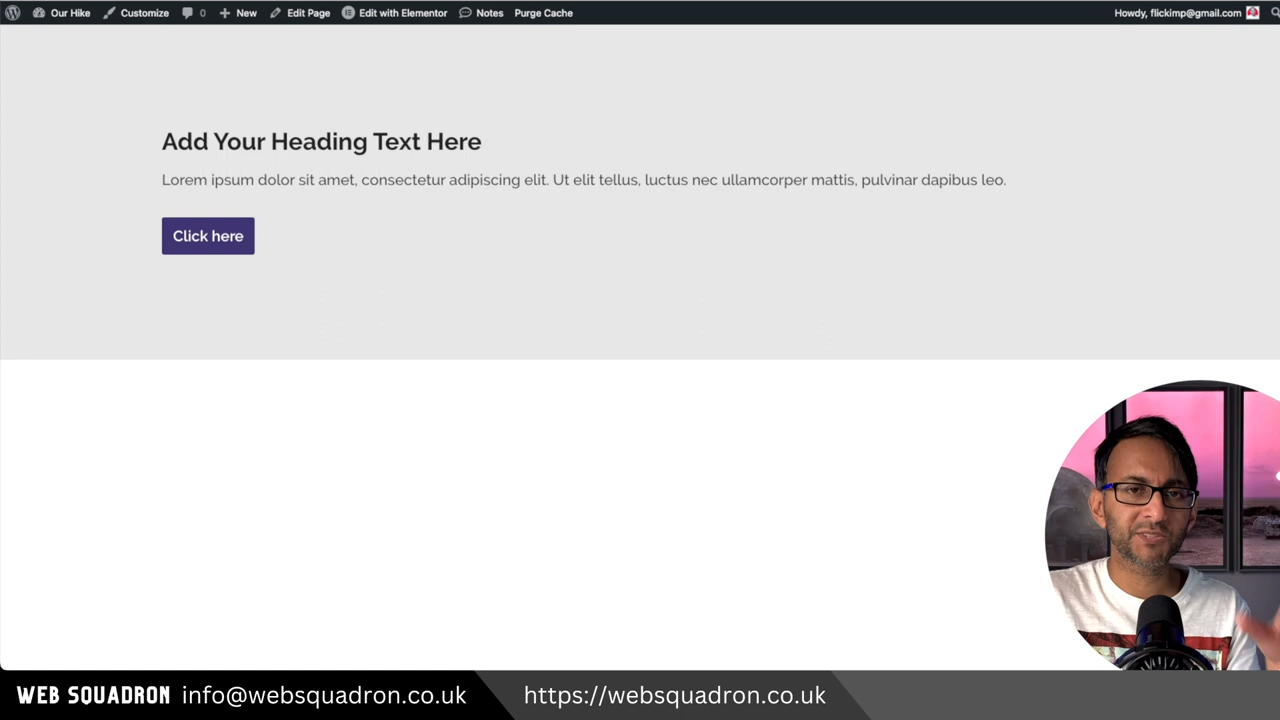 Our Hike Customize 0 New Edit Page Edit with Elementor Notes Purge Cache Howdy, flickimp@gmail.com
Add Your Heading Text Here
Lorem ipsum dolor sit amet, consectetur adipiscing elit. Ut elit tellus, luctus nec ullamcorper mattis, pulvinar dapibus leo.
Click here
WEB SQUADRON info@websquadron.co.uk https://websquadron.co.uk